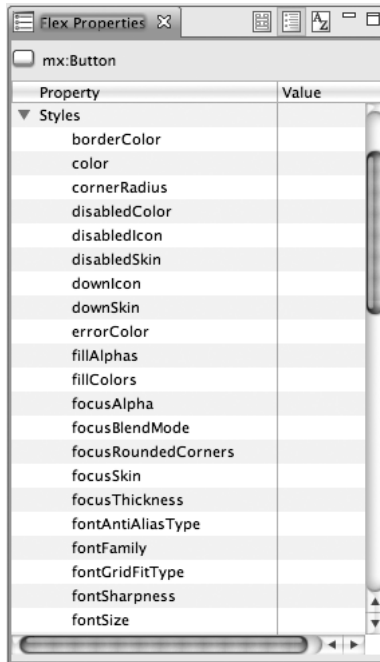 Flex Properties
mx:Button
Property Value
Styles
borderColor
color
cornerRadius
disabledColor
disabledIcon
disabledSkin
downIcon
downSkin
errorColor
fillAlphas
fillColors
focusAlpha
focusBlendMode
focusRoundedCorners
focusSkin
focusThickness
fontAntiAliasType
fontFamily
fontGridFitType
fontSharpness
fontSize